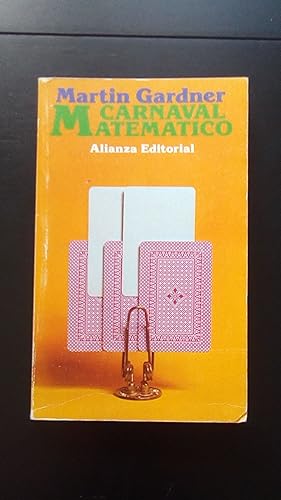 Martin Gardner
CARNAVAL
MATEMATICO
Alianza Editorial